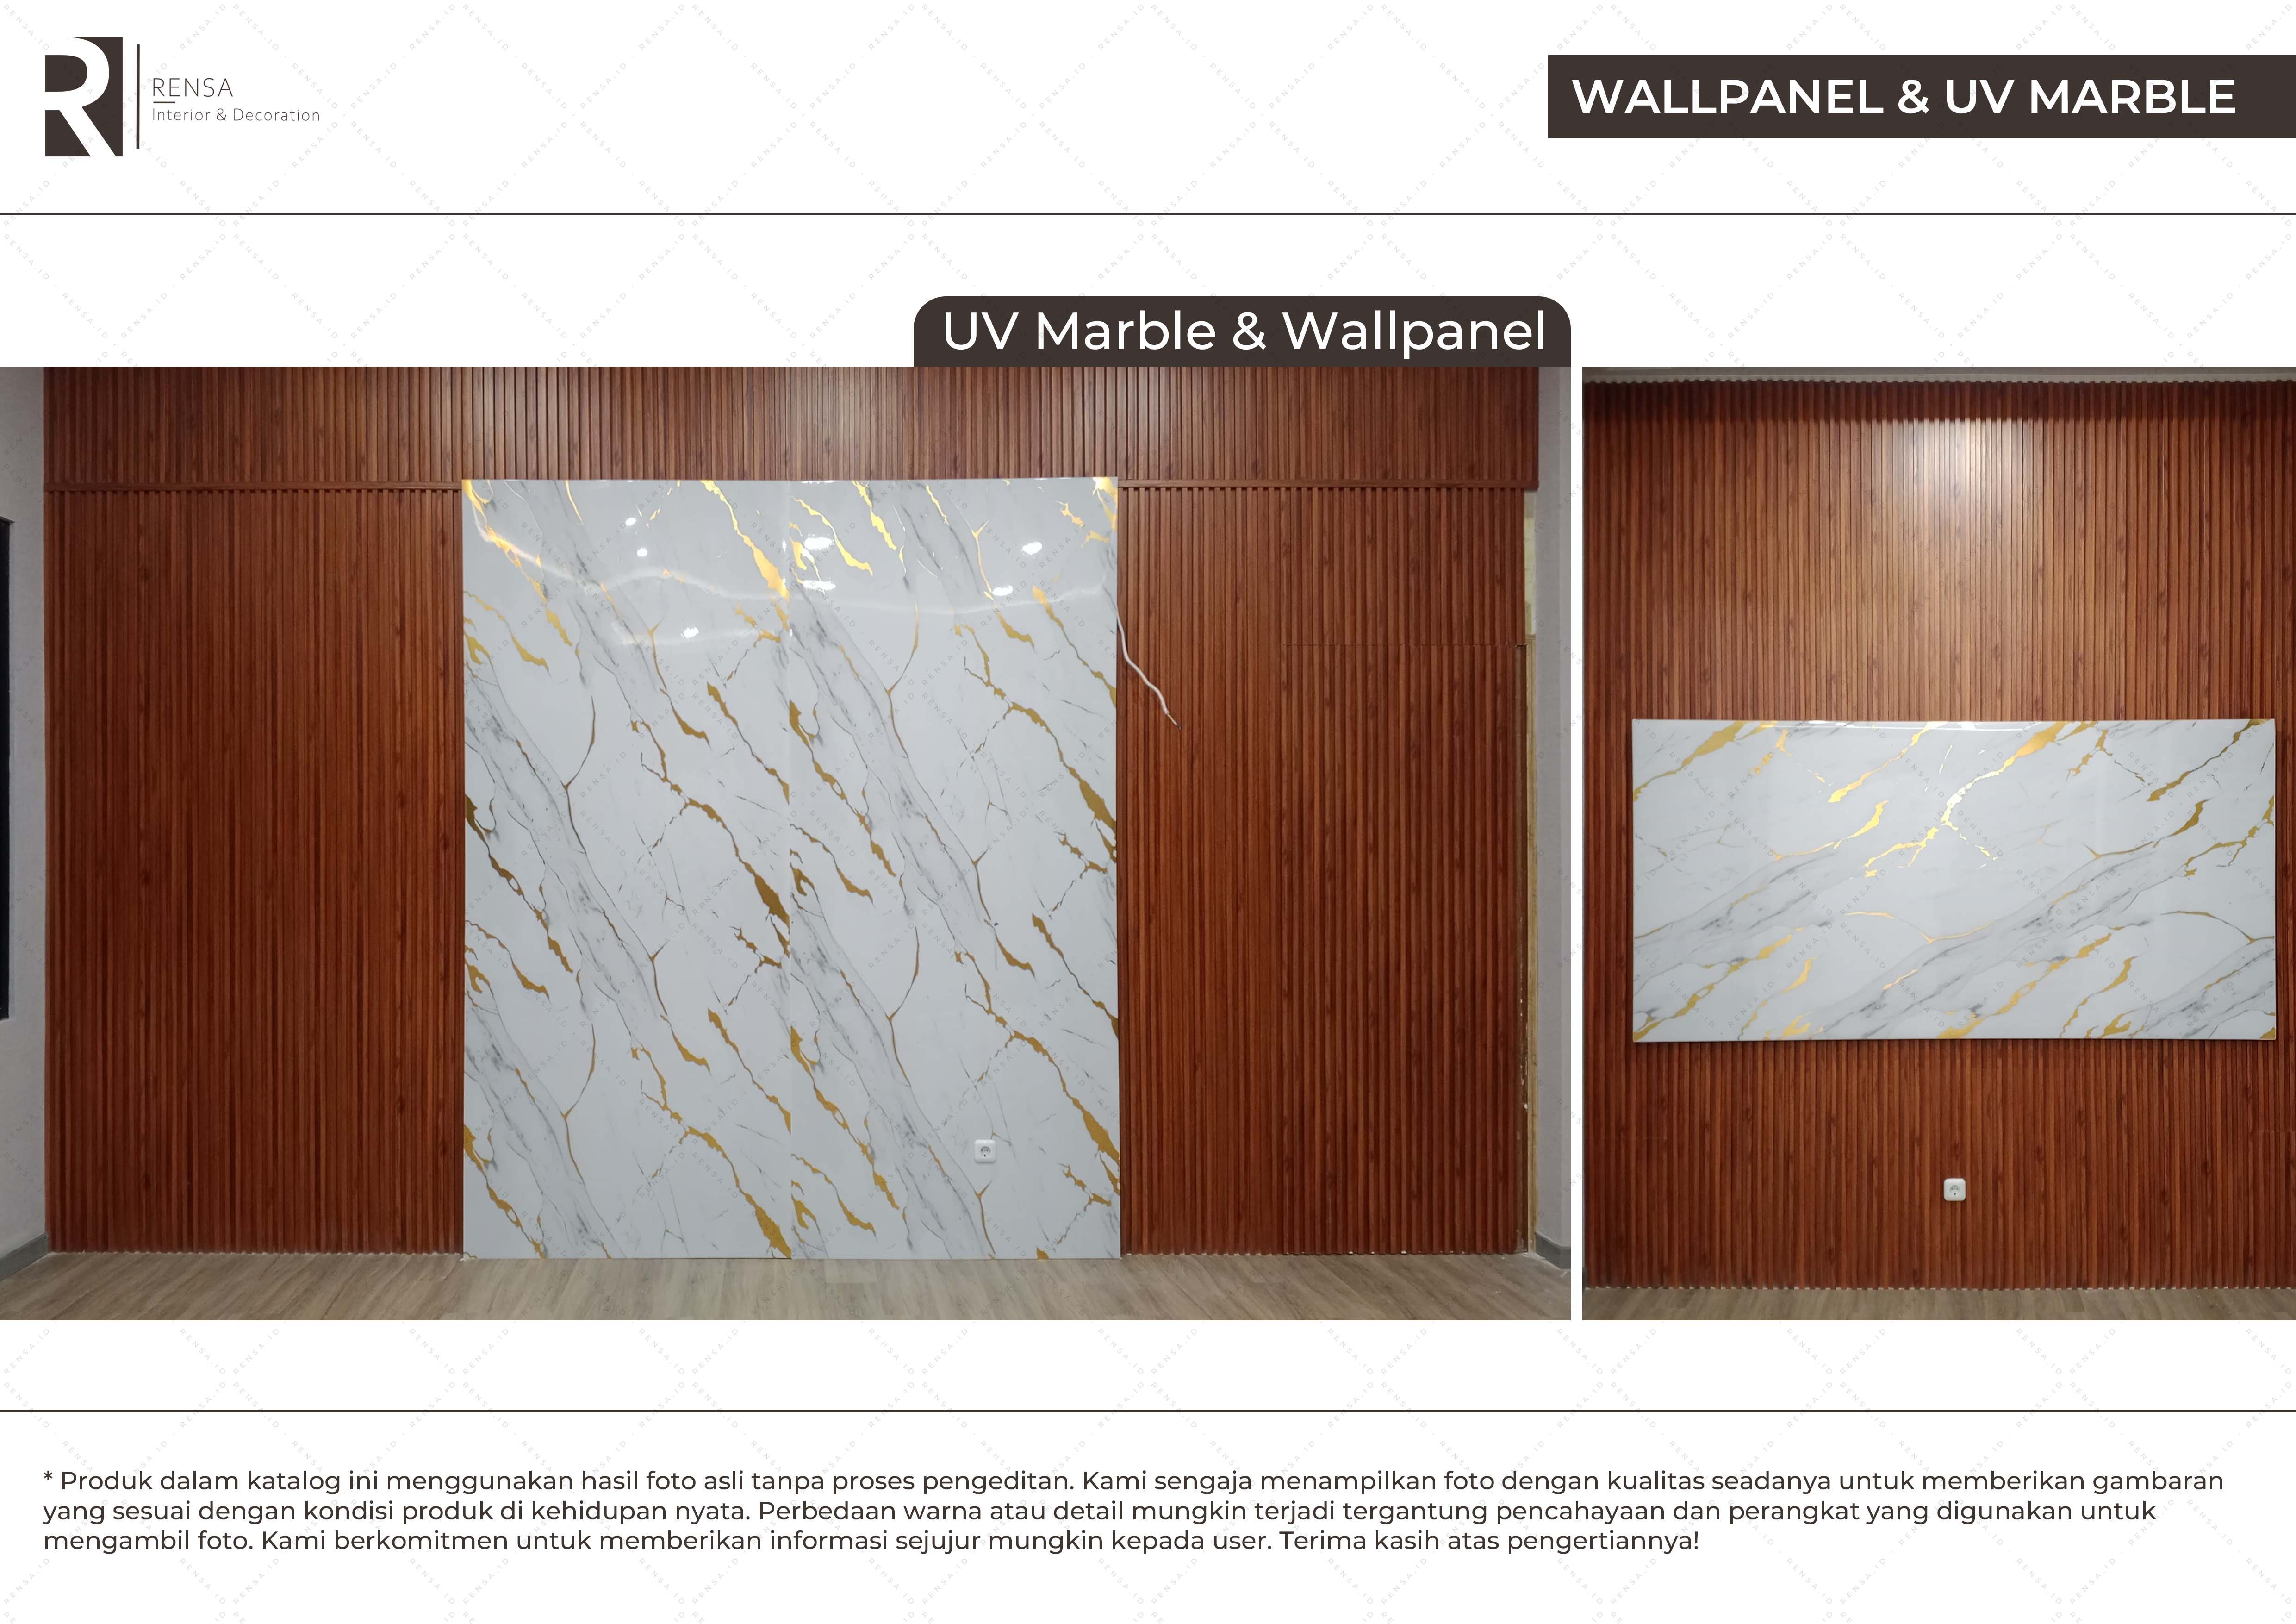 RENSA
Interior & Decoration
WALLPANEL & UV MARBLE
UV Marble & Wallpanel
* Produk dalam katalog ini menggunakan hasil foto asli tanpa proses pengeditan. Kami sengaja menampilkan foto dengan kualitas seadanya untuk memberikan gambaran
yang sesuai dengan kondisi produk di kehidupan nyata. Perbedaan warna atau detail mungkin terjadi tergantung pencahayaan dan perangkat yang digunakan untuk
mengambil foto. Kami berkomitmen untuk memberikan informasi sejujur mungkin kepada user. Terima kasih atas pengertiannya!
RENSA.ID